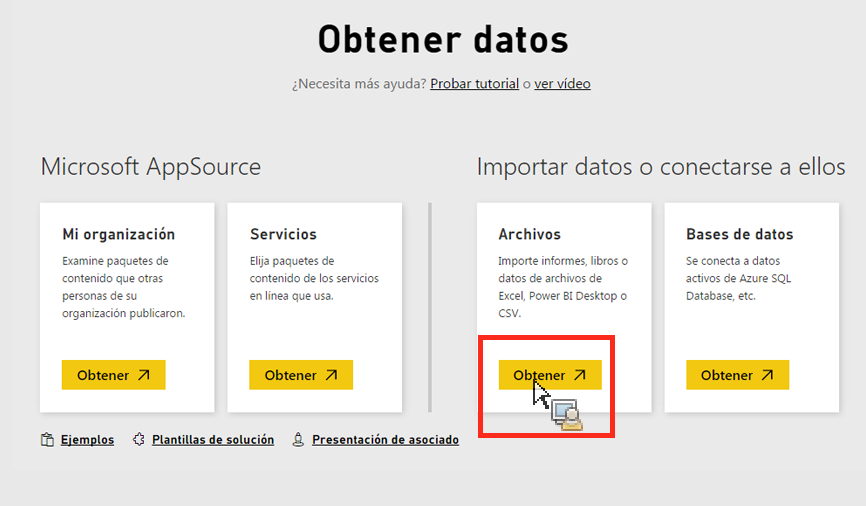 Obtener datos
¿Necesita más ayuda? Probar tutorial o ver vídeo
Microsoft AppSource
Importar datos o conectarse a ellos
Mi organización
Examine paquetes de
contenido que otras
personas de su
organización publicaron.
Obtener
Servicios
Elija paquetes de
contenido de los servicios
en línea que usa.
Obtener
Archivos
Importe informes, libros o
datos de archivos de
Excel, Power BI Desktop o
CSV.
Obtener
Bases de datos
Se conecta a datos
activos de Azure SQL
Database, etc.
Obtener
Ejemplos
Plantillas de solución
Presentación de asociado